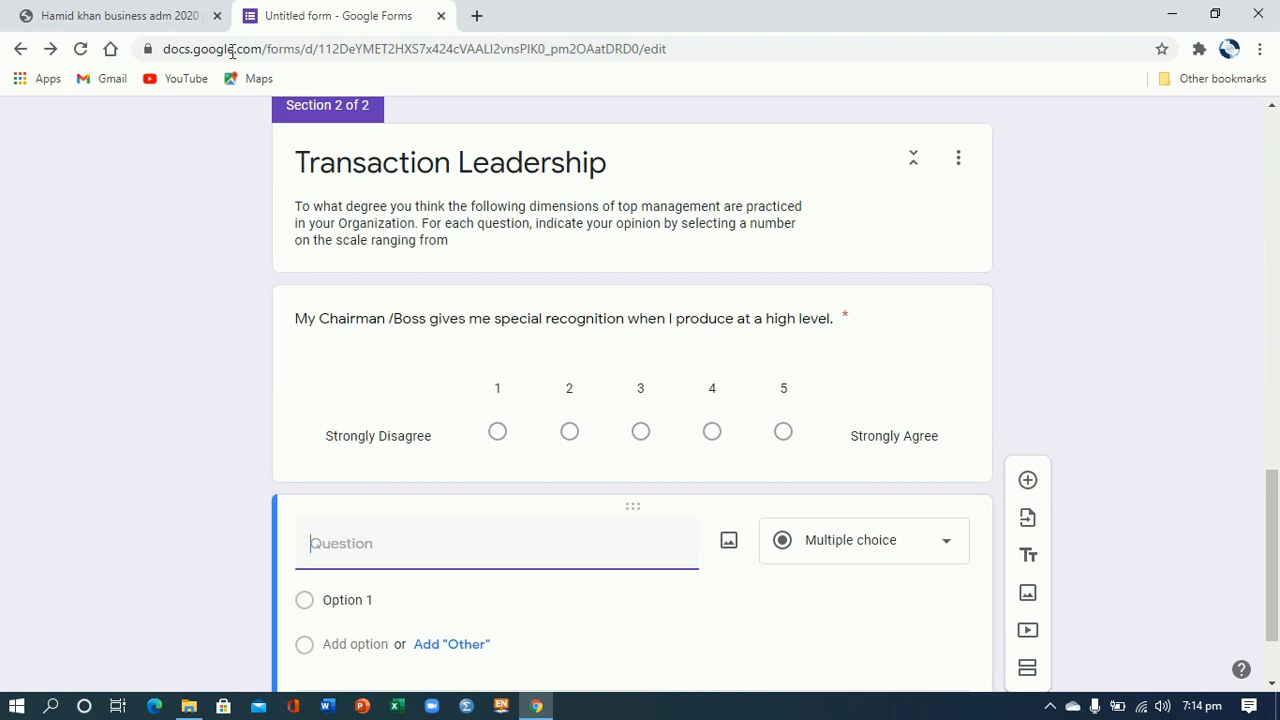 Hamid khan business adm 2020
Untitled form - Google Forms
docs.google.com/forms/d/112DeYMET2HXS7x424cVAALI2vnsPlK0_pm2OAatDRD0/edit
Apps
Gmail
YouTube
Maps
Other bookmarks
Section 2 of 2
Transaction Leadership
To what degree you think the following dimensions of top management are practiced
in your Organization. For each question, indicate your opinion by selecting a number
on the scale ranging from
My Chairman /Boss gives me special recognition when I produce at a high level. *
1 2 3 4 5
Strongly Disagree
Strongly Agree
Question
Multiple choice
Option 1
Add option or Add "Other"
7:14 pm